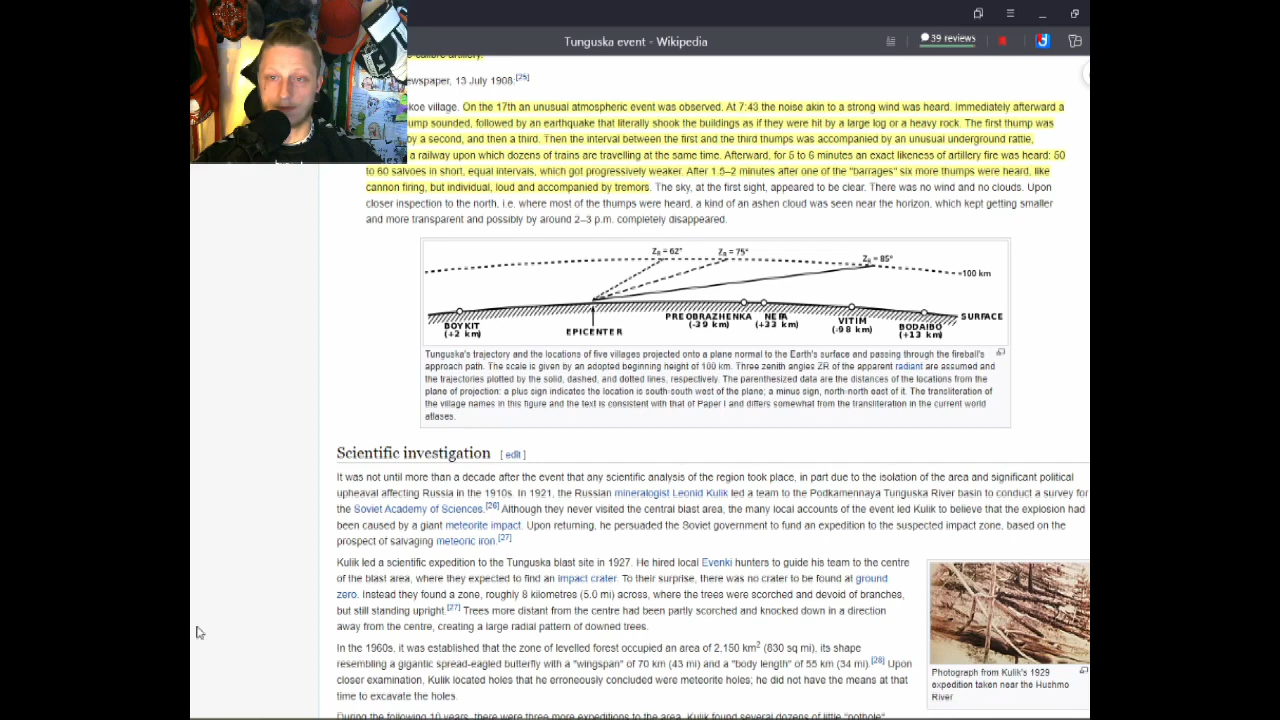 Tunguska event - Wikipedia
39 reviews
calibre artillery.
ewspaper, 13 July 1908.[25]
koe village. On the 17th an unusual atmospheric event was observed. At 7:43 the noise akin to a strong wind was heard. Immediately afterward a
ump sounded, followed by an earthquake that literally shook the buildings as if they were hit by a large log or a heavy rock. The first thump was
by a second, and then a third. Then the interval between the first and the third thumps was accompanied by an unusual underground rattle,
a railway upon which dozens of trains are travelling at the same time. Afterward, for 5 to 6 minutes an exact likeness of artillery fire was heard: 50
to 60 salvoes in short, equal intervals, which got progressively weaker. After 1.5–2 minutes after one of the "barrages" six more thumps were heard, like
cannon firing, but individual, loud and accompanied by tremors. The sky, at the first sight, appeared to be clear. There was no wind and no clouds. Upon
closer inspection to the north, i.e. where most of the thumps were heard, a kind of an ashen cloud was seen near the horizon, which kept getting smaller
and more transparent and possibly by around 2–3 p.m. completely disappeared.
ZR = 62° ZR = 75° ZR = 85°
100 km
SURFACE
BOYKIT (+2 km)
EPICENTER
PREOBRAZHENKA (-39 km)
NEPA (+33 km)
VITIM (-98 km)
BODAIBO (+13 km)
Tunguska's trajectory and the locations of five villages projected onto a plane normal to the Earth's surface and passing through the fireball's
approach path. The scale is given by an adopted beginning height of 100 km. Three zenith angles ZR of the apparent radiant are assumed and
the trajectories plotted by the solid, dashed, and dotted lines, respectively. The parenthesized data are the distances of the locations from the
plane of projection: a plus sign indicates the location is south-south west of the plane; a minus sign, north-north east of it. The transliteration of
the village names in this figure and the text is consistent with that of Paper I and differs somewhat from the transliteration in the current world
atlases.
Scientific investigation [ edit ]
It was not until more than a decade after the event that any scientific analysis of the region took place, in part due to the isolation of the area and significant political
upheaval affecting Russia in the 1910s. In 1921, the Russian mineralogist Leonid Kulik led a team to the Podkamennaya Tunguska River basin to conduct a survey for
the Soviet Academy of Sciences.[26] Although they never visited the central blast area, the many local accounts of the event led Kulik to believe that the explosion had
been caused by a giant meteorite impact. Upon returning, he persuaded the Soviet government to fund an expedition to the suspected impact zone, based on the
prospect of salvaging meteoric iron.[27]
Kulik led a scientific expedition to the Tunguska blast site in 1927. He hired local Evenki hunters to guide his team to the centre
of the blast area, where they expected to find an impact crater. To their surprise, there was no crater to be found at ground
zero. Instead they found a zone, roughly 8 kilometres (5.0 mi) across, where the trees were scorched and devoid of branches,
but still standing upright.[27] Trees more distant from the centre had been partly scorched and knocked down in a direction
away from the centre, creating a large radial pattern of downed trees.
In the 1960s, it was established that the zone of levelled forest occupied an area of 2,150 km2 (830 sq mi), its shape
resembling a gigantic spread-eagled butterfly with a "wingspan" of 70 km (43 mi) and a "body length" of 55 km (34 mi).[28] Upon
closer examination, Kulik located holes that he erroneously concluded were meteorite holes; he did not have the means at that
time to excavate the holes.
Photograph from Kulik's 1929
expedition taken near the Hushmo
River
During the following 10 years, there were three more expeditions to the area. Kulik found several dozens of little "pothole"